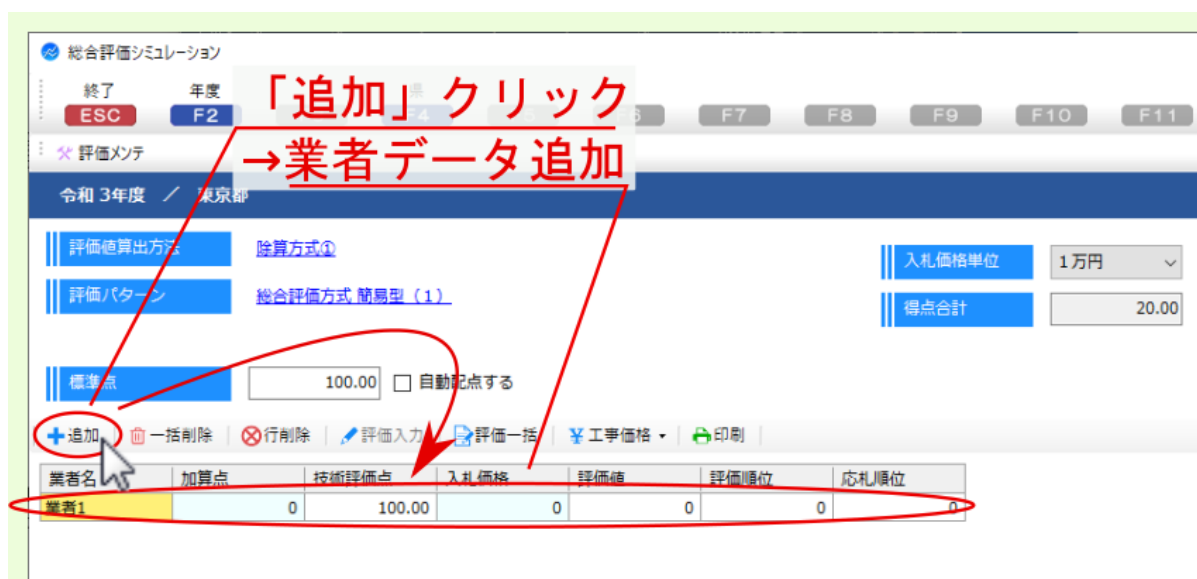 総合評価シミュレーション
「追加」クリック
→業者データ追加
終了 年度
ESC F2 F4 F6 F7 F8 F9 F10 F11
評価メンテ
令和 3年度 ／ 東京都
評価値算出方法 除算方式① 入札価格単位 1万円
評価パターン 総合評価方式 簡易型（1） 得点合計 20.00
標準点 100.00 自動配点する
追加 一括削除 行削除 評価入力 評価一括 工事価格 印刷
業者名 加算点 技術評価点 入札価格 評価値 評価順位 応札順位
業者1 0 100.00 0 0 0 0